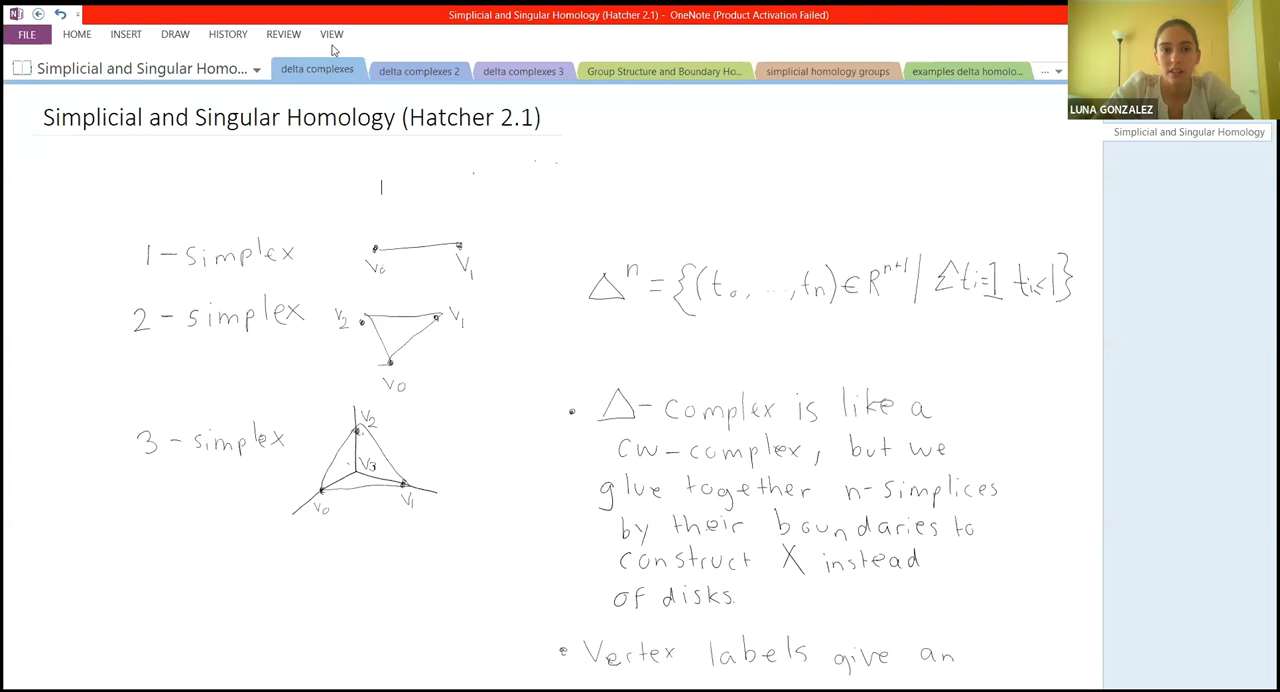 Simplicial and Singular Homology (Hatcher 2.1) - OneNote (Product Activation Failed)
FILE HOME INSERT DRAW HISTORY REVIEW VIEW
Simplicial and Singular Homo... delta complexes delta complexes 2 delta complexes 3 Group Structure and Boundary Ho... simplicial homology groups examples delta homolo... ...
LUNA GONZALEZ
Simplicial and Singular Homology
Simplicial and Singular Homology (Hatcher 2.1)
1-simplex
V0 V1
2-simplex
V2 V1
V0
3-simplex
V2
V3
V0 V1
Δ^n = {(t0, ..., tn) ∈ R^n+1 | Σti=1 ti<1}
• Δ-complex is like a
cw-complex, but we
glue together n-simplices
by their boundaries to
construct X instead
of disks.
• Vertex labels give an